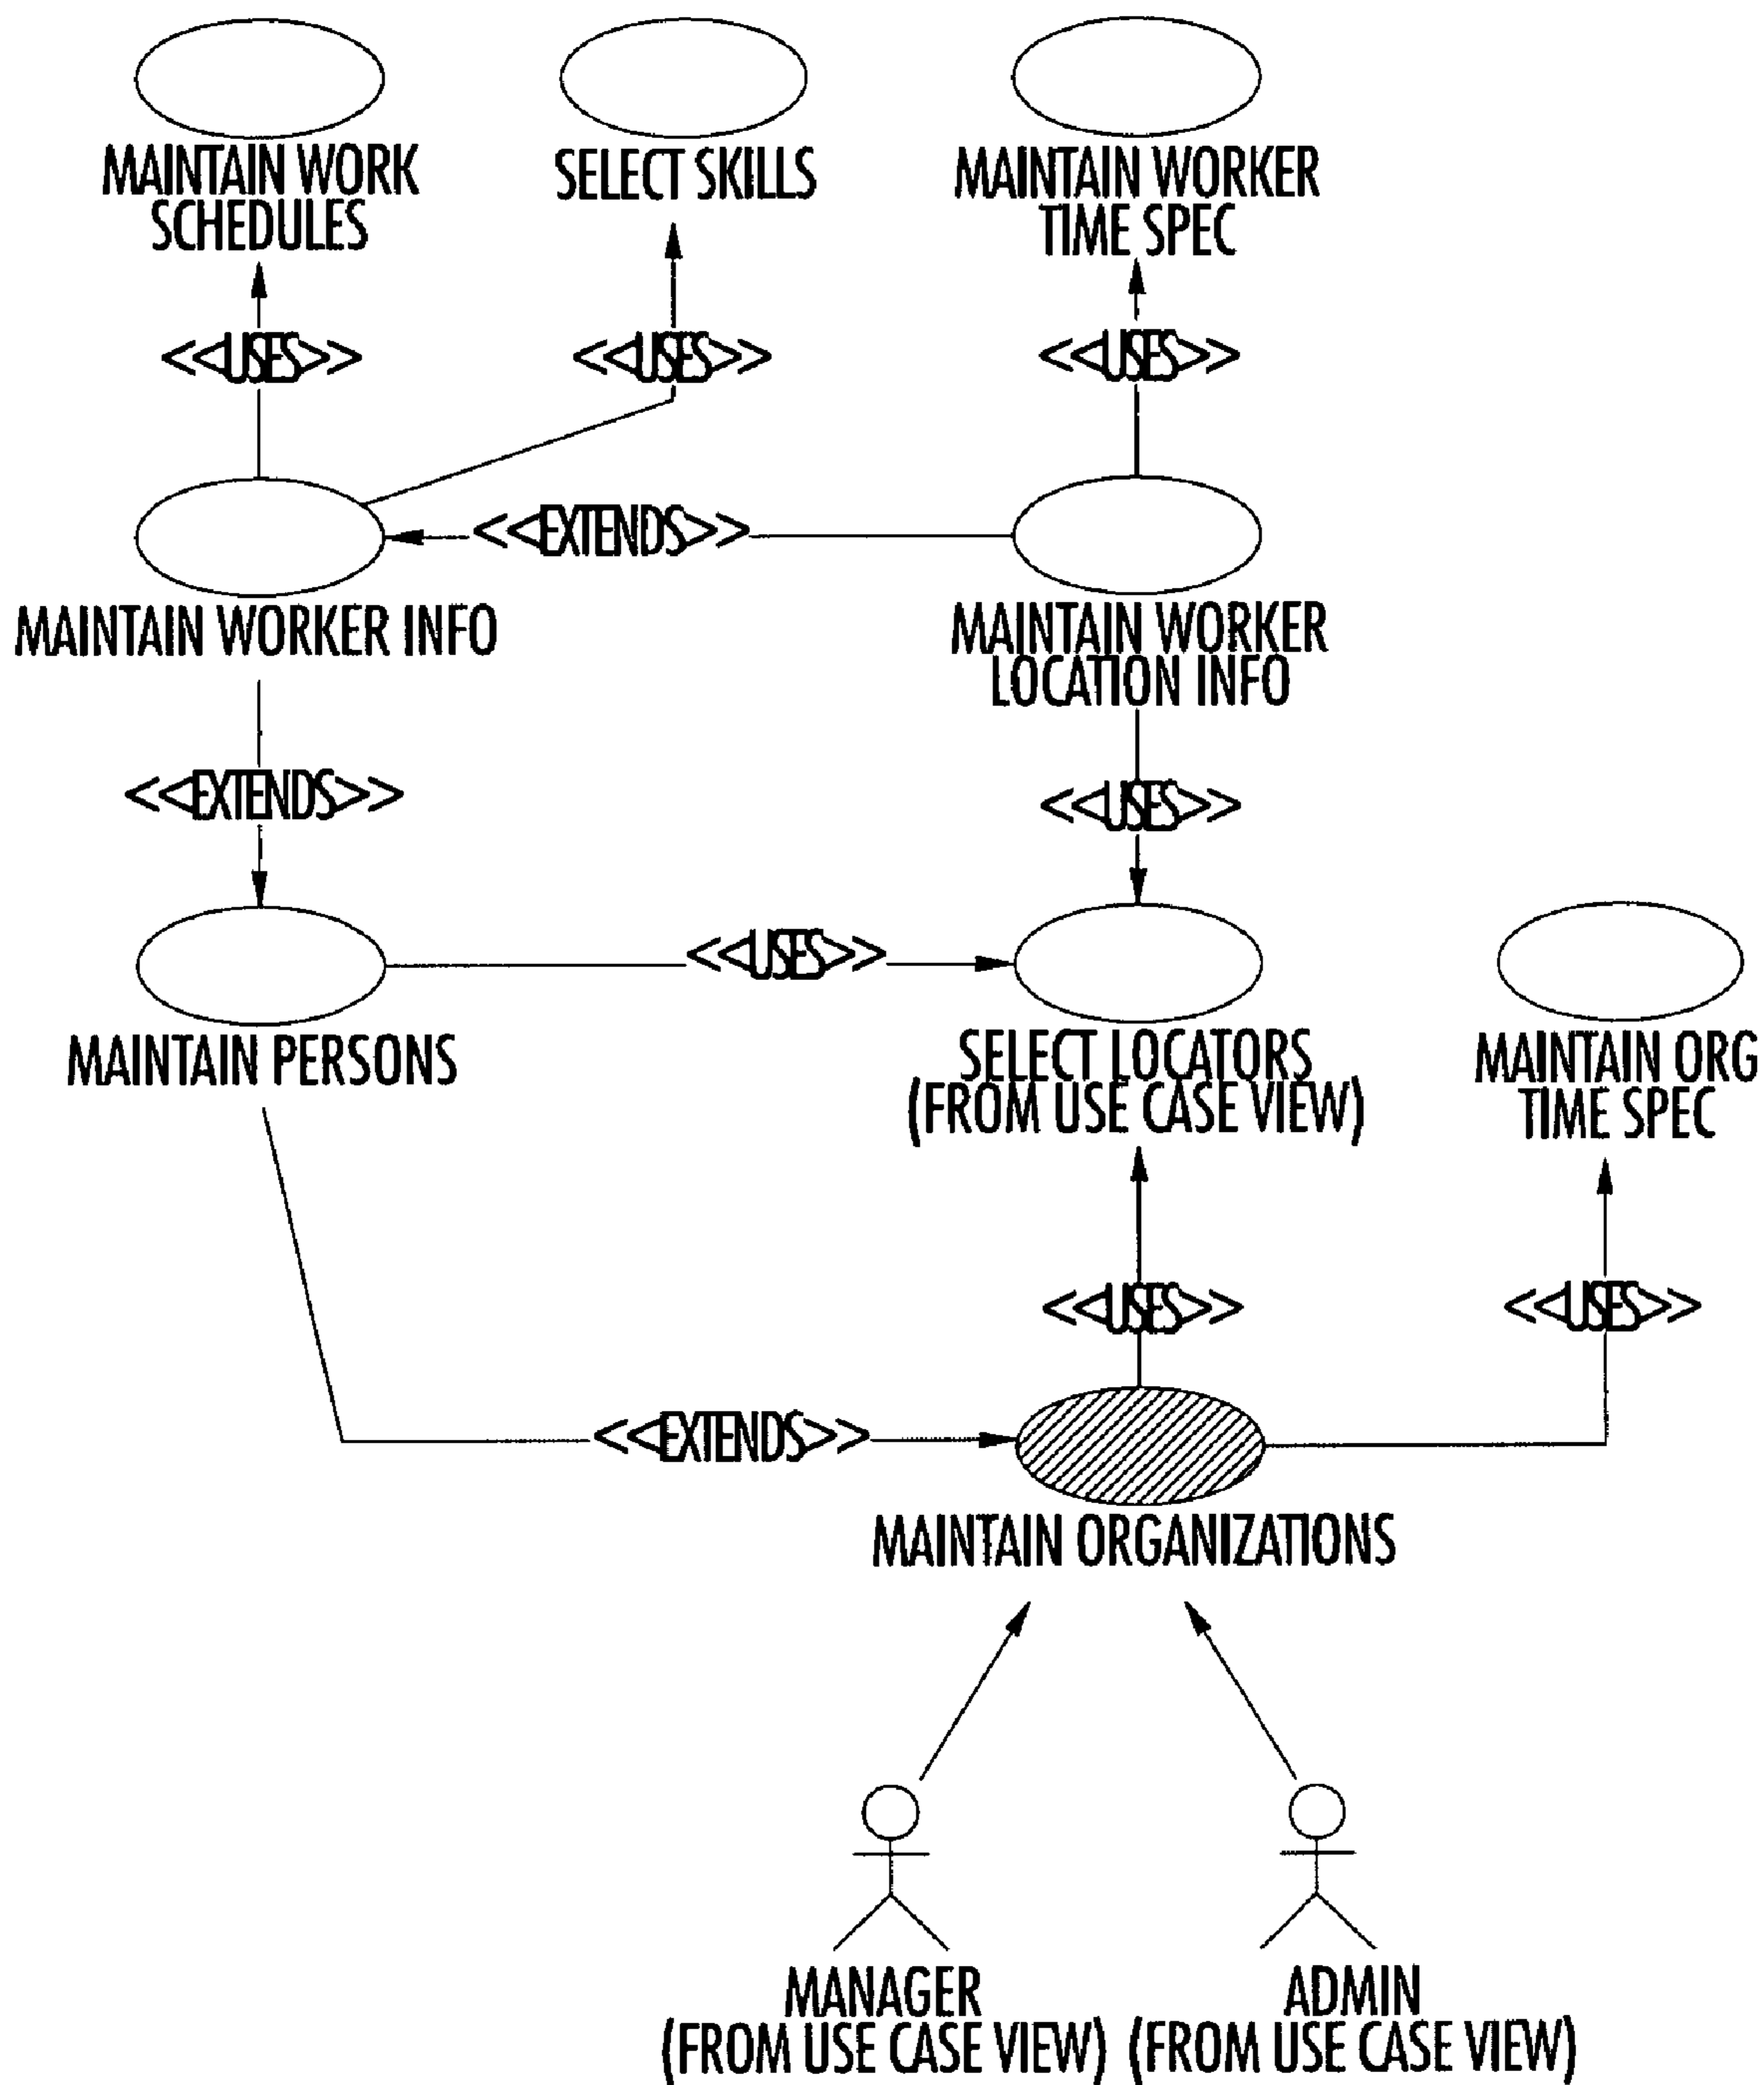 MAINTAIN WORK
SCHEDULES
SELECT SKILLS
MAINTAIN WORKER
TIME SPEC
<<USES>>
<<USES>>
<<USES>>
<<EXTENDS>>
MAINTAIN WORKER INFO
MAINTAIN WORKER
LOCATION INFO
<<EXTENDS>>
<<USES>>
<<USES>>
MAINTAIN PERSONS
SELECT LOCATORS
(FROM USE CASE VIEW)
MAINTAIN ORG
TIME SPEC
<<USES>>
<<USES>>
<<EXTENDS>>
MAINTAIN ORGANIZATIONS
MANAGER
(FROM USE CASE VIEW)
ADMIN
(FROM USE CASE VIEW)